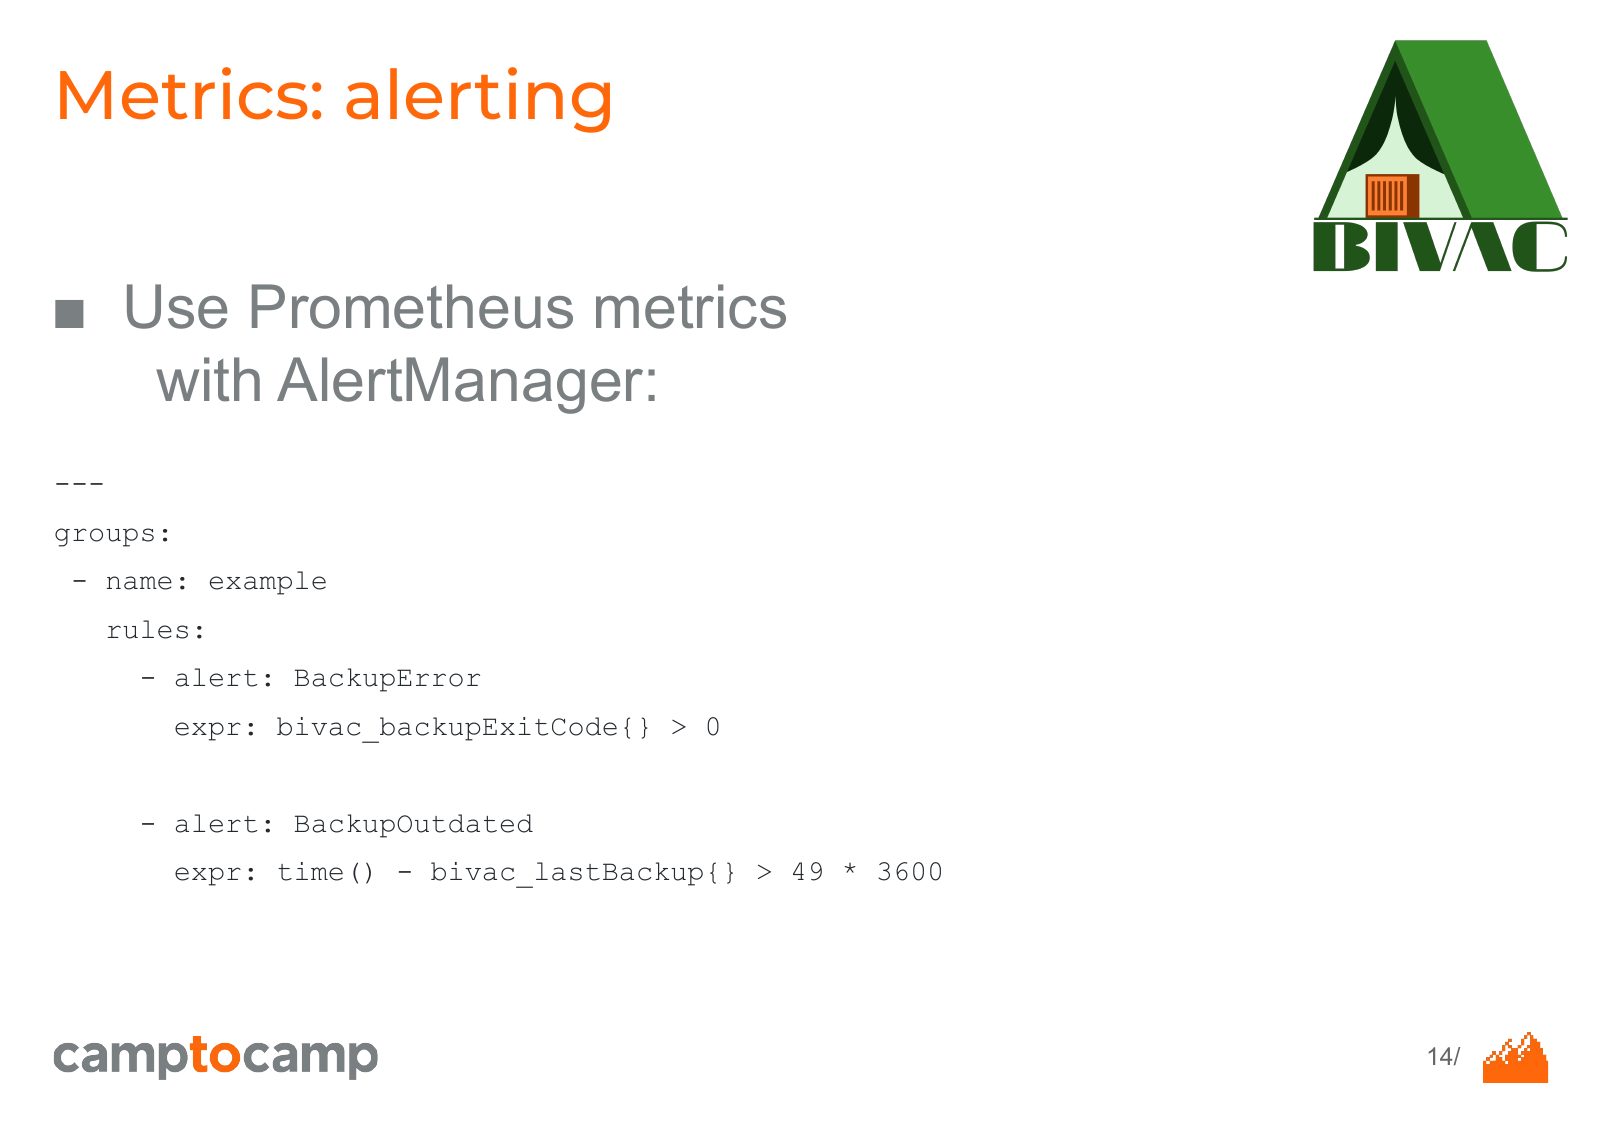 Metrics: alerting
BIVAC
■ Use Prometheus metrics
with AlertManager:
---
groups:
 - name: example
   rules:
     - alert: BackupError
       expr: bivac_backupExitCode{} > 0
     - alert: BackupOutdated
       expr: time() - bivac_lastBackup{} > 49 * 3600
camptocamp
14/